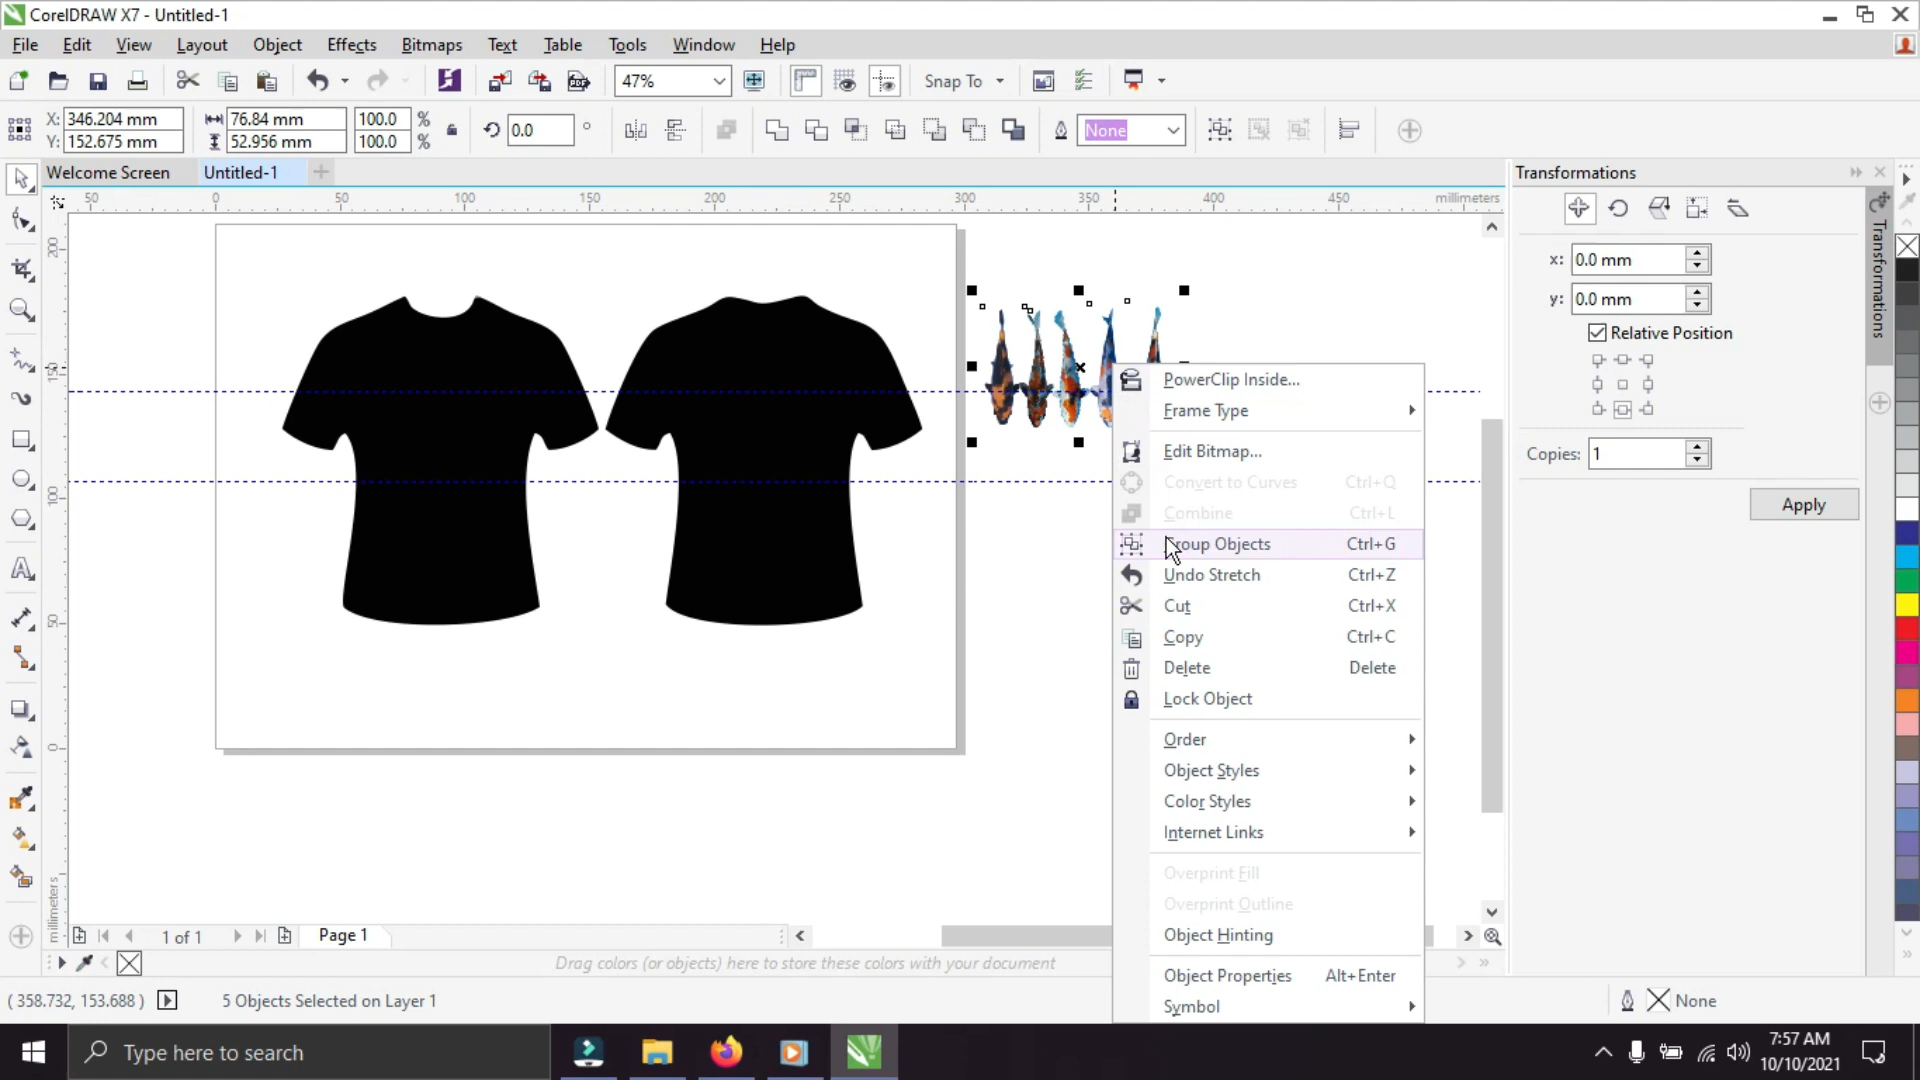 CorelDRAW X7 - Untitled-1
File Edit View Layout Object Effects Bitmaps Text Table Tools Window Help
47% Snap To
X: 346.204 mm 76.84 mm 100.0 % 0.0 ° None
Y: 152.675 mm 52.956 mm 100.0 %
Welcome Screen Untitled-1
50 0 50 100 150 200 250 300 350 400 450 millimeters
200
150
100
50
0
millimeters
Transformations
x: 0.0 mm
y: 0.0 mm
Relative Position
Copies: 1
Apply
Transformations
PowerClip Inside...
Frame Type
Edit Bitmap...
Convert to Curves Ctrl+Q
Combine Ctrl+L
Group Objects Ctrl+G
Undo Stretch Ctrl+Z
Cut Ctrl+X
Copy Ctrl+C
Delete Delete
Lock Object
Order
Object Styles
Color Styles
Internet Links
Overprint Fill
Overprint Outline
Object Hinting
Object Properties Alt+Enter
Symbol
1 of 1 Page 1
Drag colors (or objects) here to store these colors with your document
( 358.732, 153.688 ) 5 Objects Selected on Layer 1 None
Type here to search
7:57 AM
10/10/2021